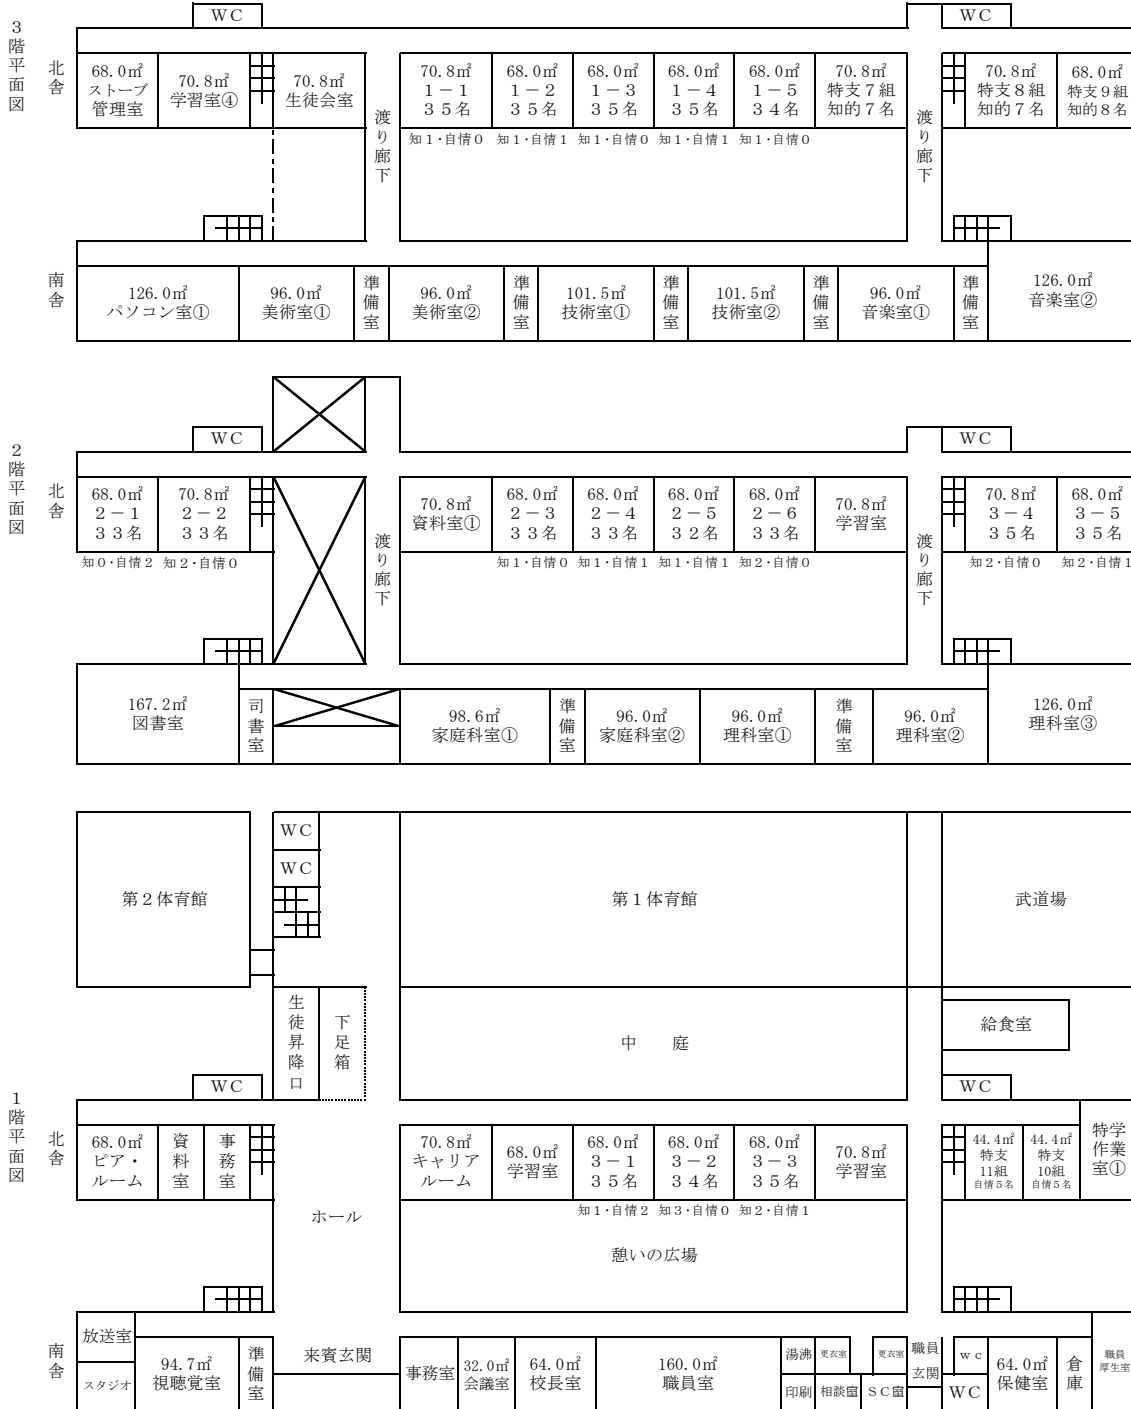 ３階平面図
北舎
ＷＣ
ＷＣ
68.0㎡
ストーブ
管理室
70.8㎡
学習室④
70.8㎡
生徒会室
渡り廊下
70.8㎡
１－１
３５名
68.0㎡
１－２
３５名
68.0㎡
１－３
３５名
68.0㎡
１－４
３５名
68.0㎡
１－５
３４名
70.8㎡
特支７組
知的７名
渡り廊下
70.8㎡
特支８組
知的７名
68.0㎡
特支９組
知的８名
知１･自情０ 知１･自情１ 知１･自情０ 知１･自情１ 知１･自情０
南舎
126.0㎡
パソコン室①
96.0㎡
美術室①
準備室
96.0㎡
美術室②
準備室
101.5㎡
技術室①
準備室
101.5㎡
技術室②
準備室
96.0㎡
音楽室①
準備室
126.0㎡
音楽室②
２階平面図
北舎
ＷＣ
ＷＣ
68.0㎡
２－１
３３名
70.8㎡
２－２
３３名
渡り廊下
70.8㎡
資料室①
68.0㎡
２－３
３３名
68.0㎡
２－４
３３名
68.0㎡
２－５
３２名
68.0㎡
２－６
３３名
70.8㎡
学習室
渡り廊下
70.8㎡
３－４
３５名
68.0㎡
３－５
３５名
知０･自情２ 知２･自情０ 知１･自情０ 知１･自情１ 知１･自情１ 知２･自情０ 知２･自情０ 知２･自情１
167.2㎡
図書室
司書室
98.6㎡
家庭科室①
準備室
96.0㎡
家庭科室②
96.0㎡
理科室①
準備室
96.0㎡
理科室②
126.0㎡
理科室③
第２体育館
ＷＣ
ＷＣ
第１体育館
武道場
生徒昇降口
下足箱
中　庭
給食室
１階平面図
北舎
ＷＣ
ＷＣ
68.0㎡
ピア・
ルーム
資料室
事務室
70.8㎡
キャリア
ルーム
68.0㎡
学習室
68.0㎡
３－１
３５名
68.0㎡
３－２
３４名
68.0㎡
３－３
３５名
70.8㎡
学習室
44.4㎡
特支
11組
自情５名
44.4㎡
特支
10組
自情５名
特学
作業
室①
知１･自情２ 知３･自情０ 知２･自情１
ホール
憩いの広場
南舎
放送室
スタジオ
94.7㎡
視聴覚室
準備室
来賓玄関
事務室
32.0㎡
会議室
64.0㎡
校長室
160.0㎡
職員室
湯沸
印刷
更衣室
相談室
更衣室
ＳＣ室
職員
玄関
ｗｃ
ＷＣ
64.0㎡
保健室
倉庫
職員
厚生室